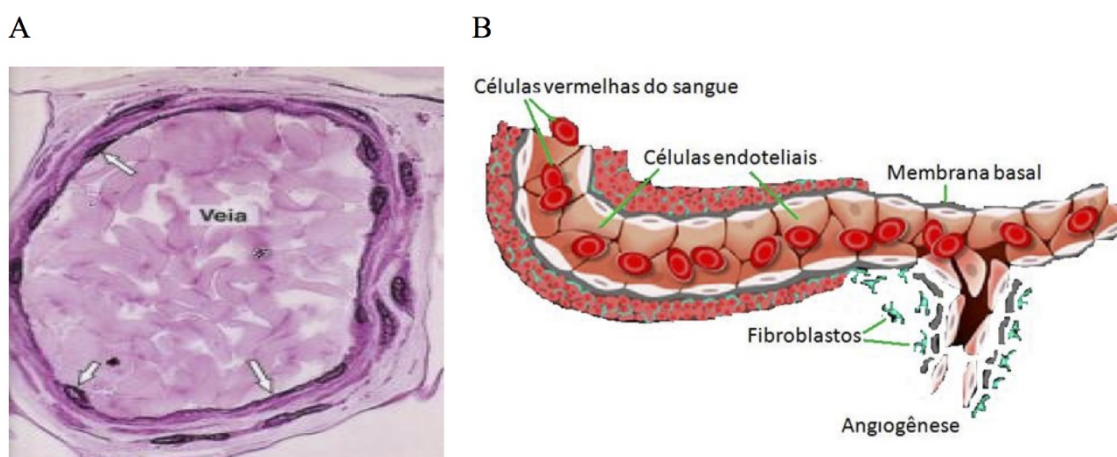 A
B
Veia
Células vermelhas do sangue
Células endoteliais
Membrana basal
Fibroblastos
Angiogênese